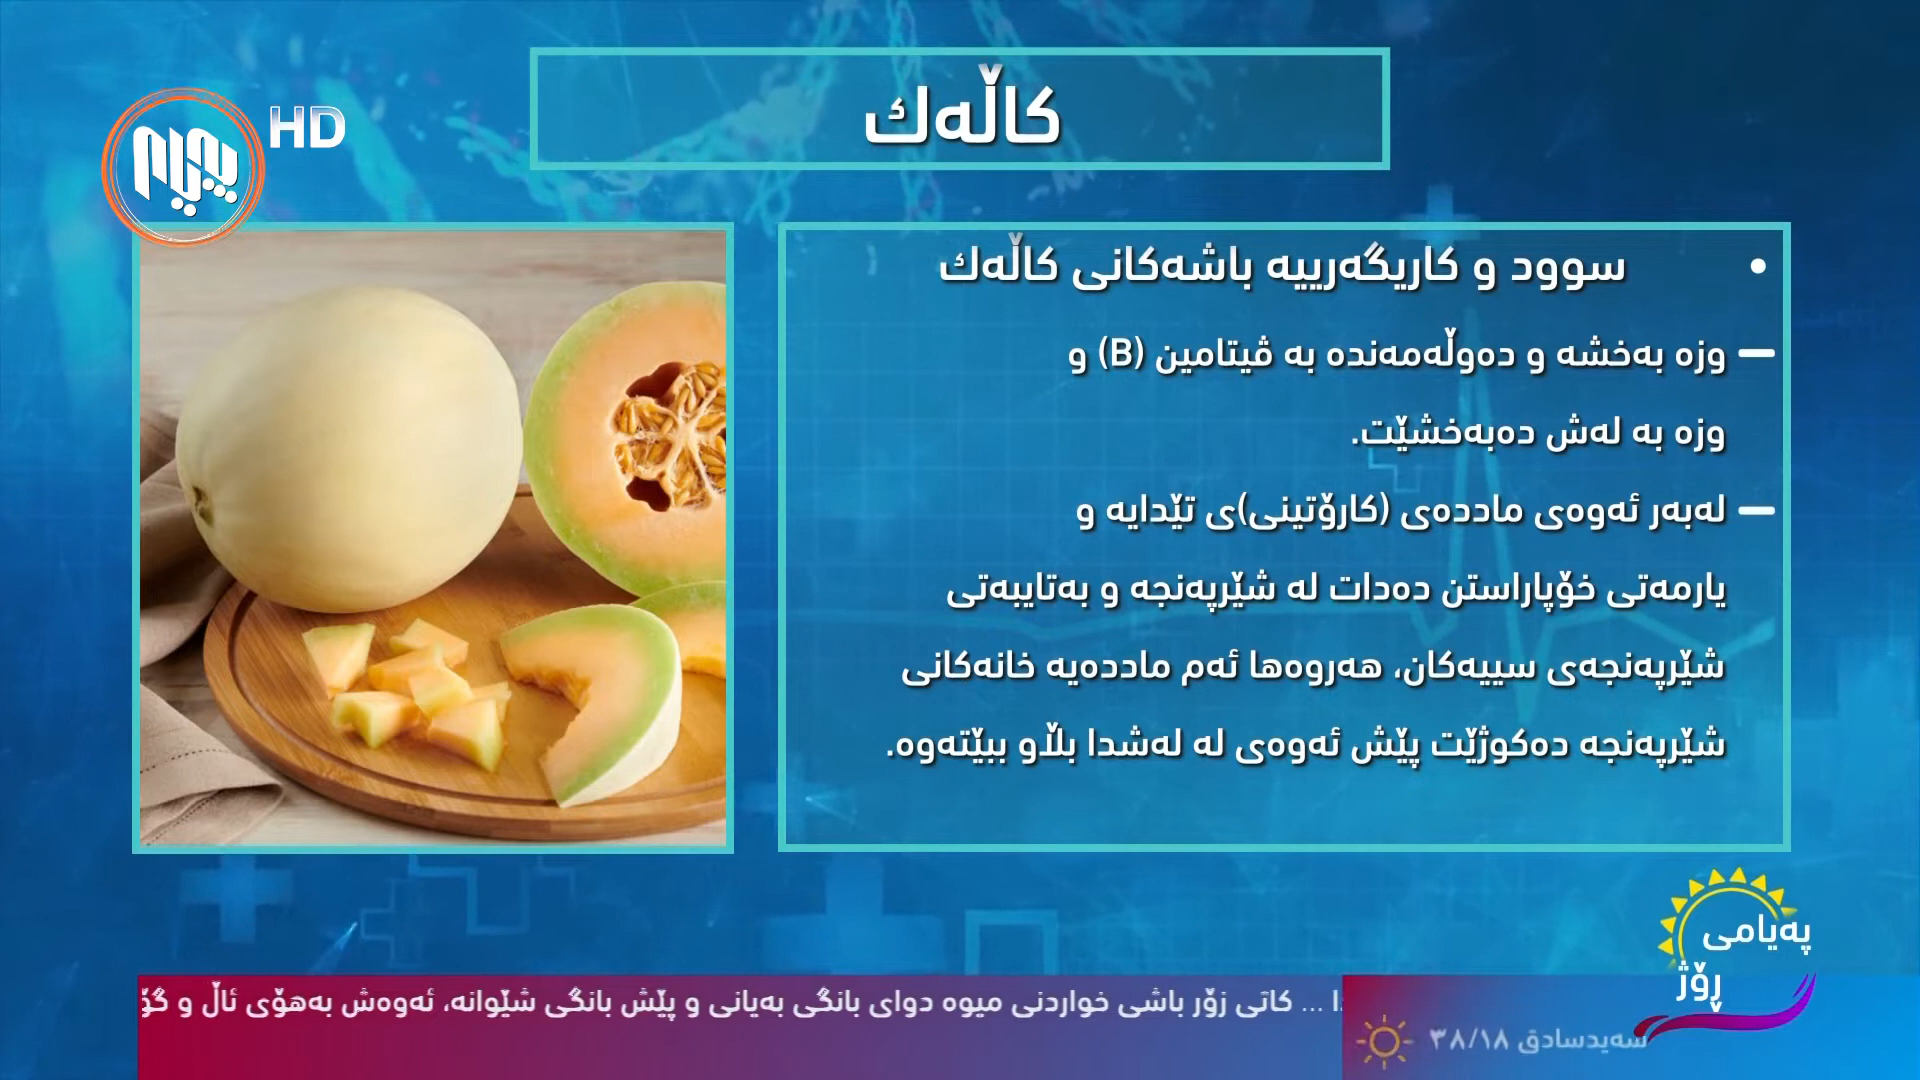 کاڵەك
پەیام HD
• سوود و کاریگەرییە باشەکانی کاڵەك
– وزە بەخشە و دەوڵەمەندە بە ڤیتامین (B) و
وزە بە لەش دەبەخشێت.
– لەبەر ئەوەی ماددەی (کارۆتینی)ی تێدایە و
یارمەتی خۆپاراستن دەدات لە شێرپەنجە و بەتایبەتی
شێرپەنجەی سییەکان، هەروەها ئەم ماددەیە خانەکانی
شێرپەنجە دەکوژێت پێش ئەوەی لە لەشدا بڵاو ببێتەوە.
پەیامی
ڕۆژ
... کاتی زۆر باشی خواردنی میوە دوای بانگی بەیانی و پێش بانگی شێوانە، ئەوەش بەهۆی ئاڵ و گۆ
سەیدسادق ٣٨/١٨